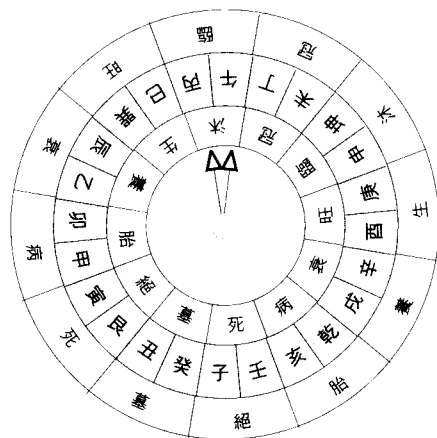 臨 冠 沐 生 養 胎 絕 墓 死 病 衰 旺
丙 午 丁 未 坤 申 庚 酉 辛 戌 乾 亥 壬 子 癸 丑 艮 寅 甲 卯 乙 辰 巽 巳
沐 冠 臨 旺 衰 病 死 墓 絕 胎 養 生